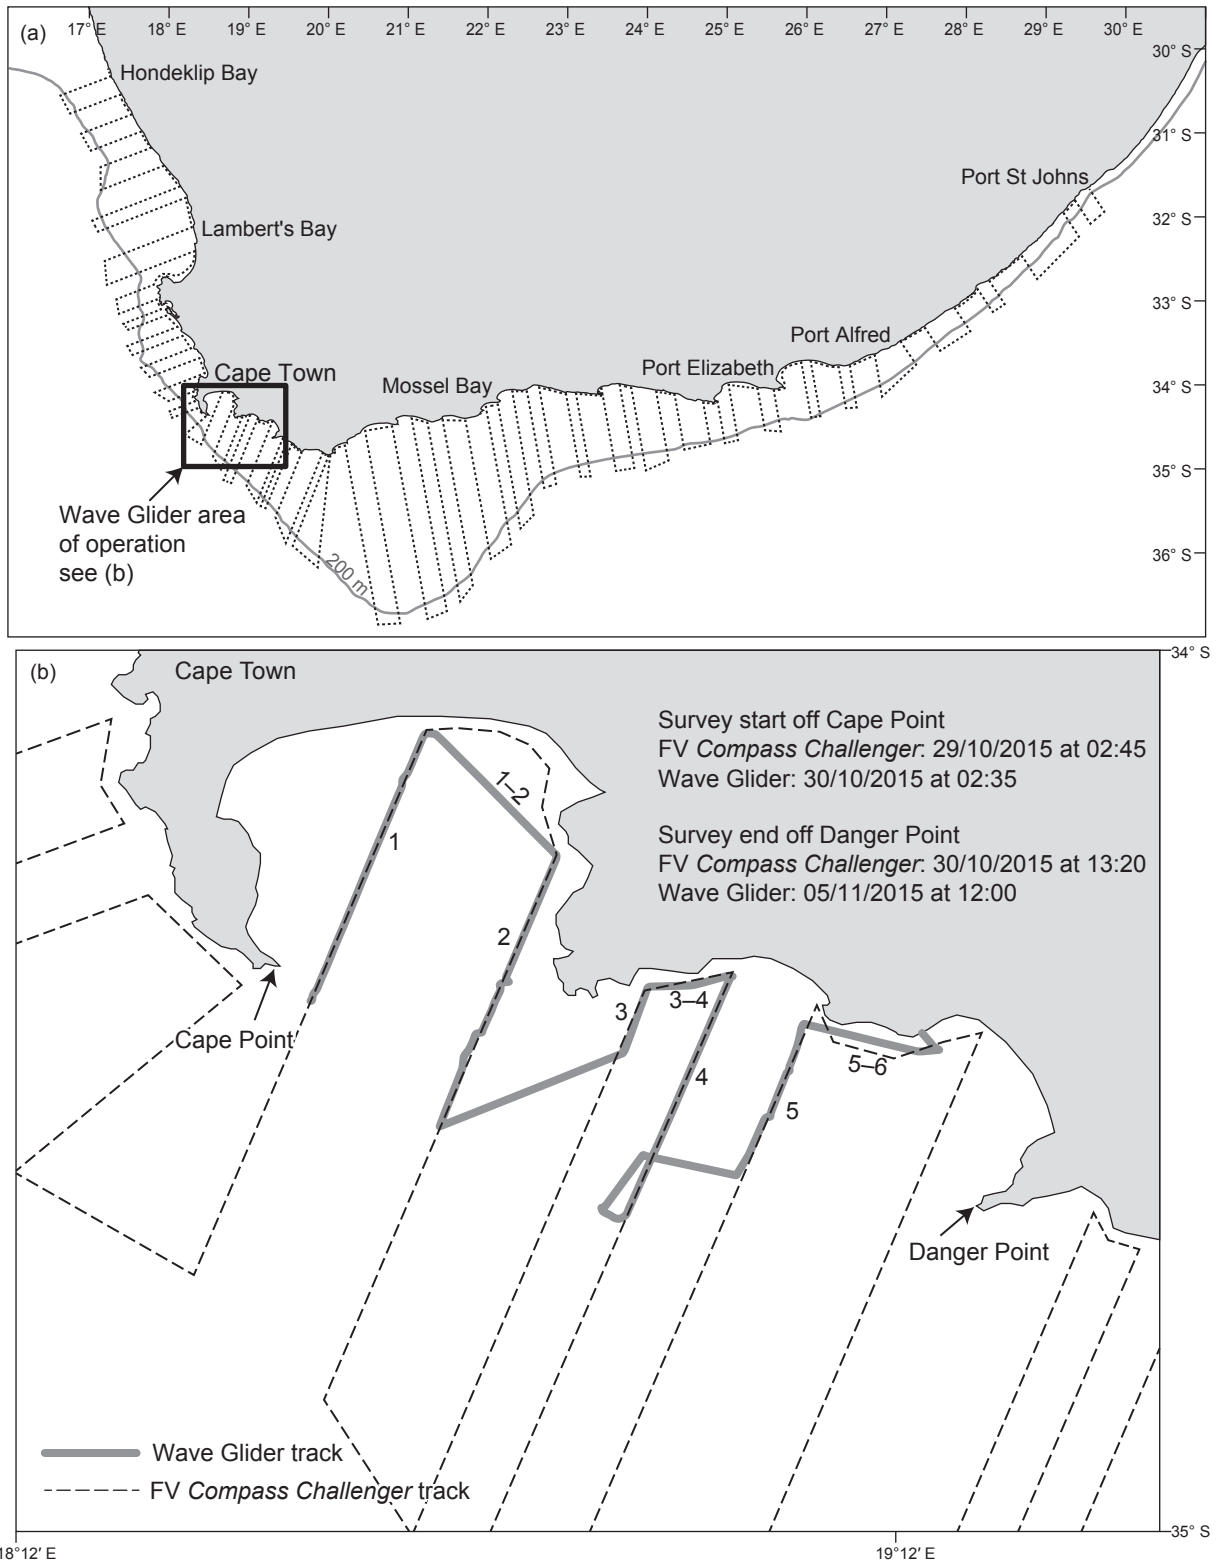 (a)
17° E 18° E 19° E 20° E 21° E 22° E 23° E 24° E 25° E 26° E 27° E 28° E 29° E 30° E
30° S
Hondeklip Bay
31° S
Port St Johns
32° S
Lambert's Bay
33° S
Port Alfred
Port Elizabeth
Cape Town
Mossel Bay
34° S
35° S
Wave Glider area
of operation
see (b)
200 m
36° S
(b)
34° S
Cape Town
Survey start off Cape Point
FV Compass Challenger: 29/10/2015 at 02:45
Wave Glider: 30/10/2015 at 02:35
Survey end off Danger Point
FV Compass Challenger: 30/10/2015 at 13:20
Wave Glider: 05/11/2015 at 12:00
1–2
1
2
3
3–4
Cape Point
4
5–6
5
Danger Point
Wave Glider track
FV Compass Challenger track
35° S
18°12' E
19°12' E